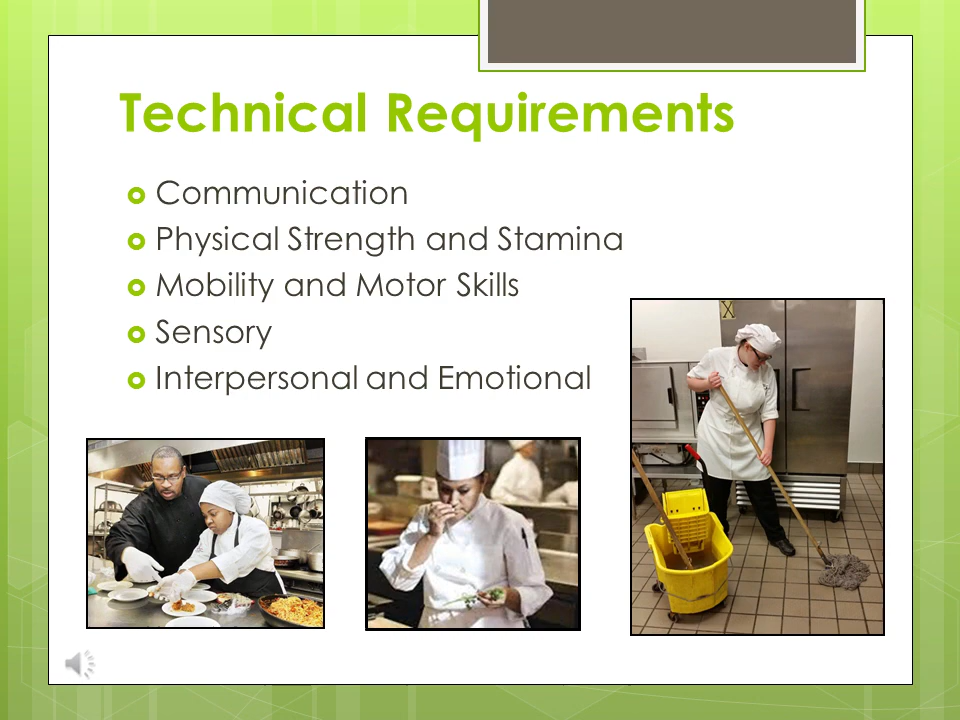 Technical Requirements
Communication
Physical Strength and Stamina
Mobility and Motor Skills
Sensory
Interpersonal and Emotional